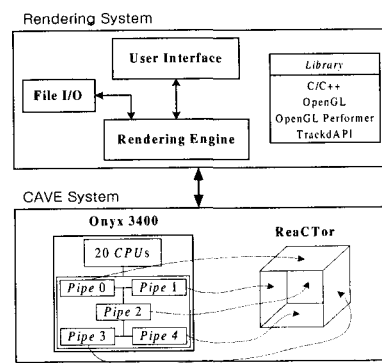 Rendering System
User Interface
File I/O
Rendering Engine
Library
C/C++
OpenGL
OpenGL Performer
TrackdAPI
CAVE System
Onyx 3400
20 CPUs
Pipe 0
Pipe 1
Pipe 2
Pipe 3
Pipe 4
ReaCTor